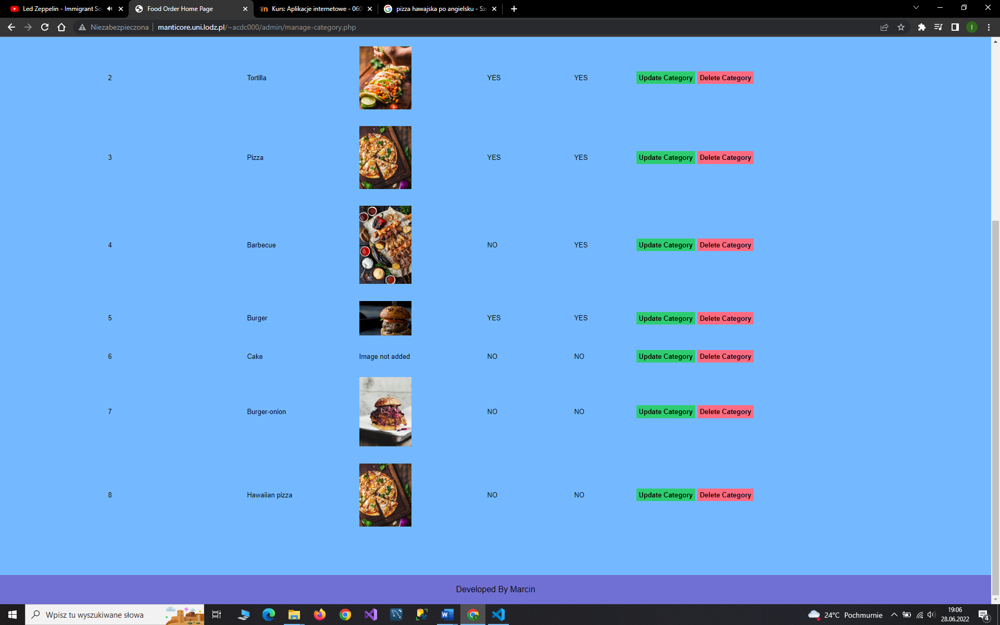 Led Zeppelin - Immigrant So
Food Order Home Page
Kurs: Aplikacje internetowe - 060
pizza hawajska po angielsku - Szu
Niezabezpieczona
manticore.uni.lodz.pl/~acdc000/admin/manage-category.php
I
2 Tortilla YES YES Update Category Delete Category
3 Pizza YES YES Update Category Delete Category
4 Barbecue NO YES Update Category Delete Category
5 Burger YES YES Update Category Delete Category
6 Cake Image not added NO NO Update Category Delete Category
7 Burger-onion NO NO Update Category Delete Category
8 Hawaiian pizza NO NO Update Category Delete Category
Developed By Marcin
Wpisz tu wyszukiwane słowa
24°C Pochmurnie
19:06
28.06.2022
4